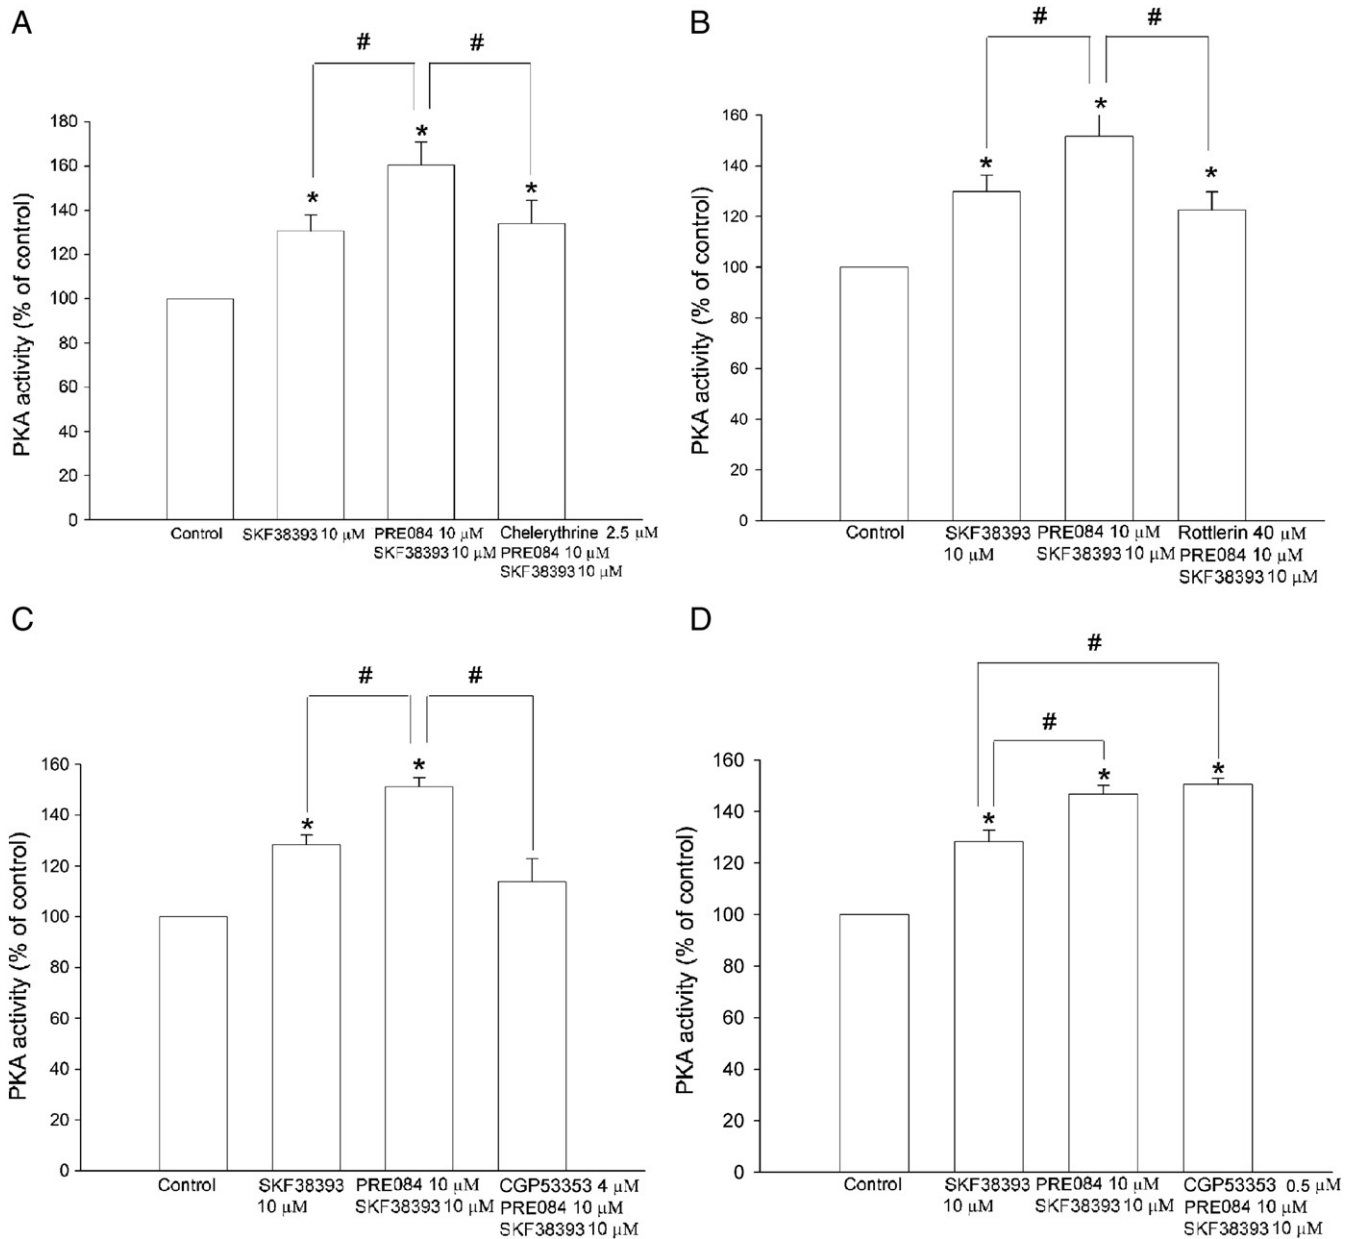 A
# #
PKA activity (% of control)
180
160
140
120
100
80
60
40
20
0
* * *
Control
SKF38393 10 μM
PRE084 10 μM
SKF38393 10 μM
Chelerythrine 2.5 μM
PRE084 10 μM
SKF38393 10 μM
B
# #
PKA activity (% of control)
160
140
120
100
80
60
40
20
0
* * *
Control
SKF38393
10 μM
PRE084 10 μM
SKF38393 10 μM
Rottlerin 40 μM
PRE084 10 μM
SKF38393 10 μM
C
# #
PKA activity (% of control)
160
140
120
100
80
60
40
20
0
* *
Control
SKF38393
10 μM
PRE084 10 μM
SKF38393 10 μM
CGP53353 4 μM
PRE084 10 μM
SKF38393 10 μM
D
#
#
PKA activity (% of control)
160
140
120
100
80
60
40
20
0
* * *
Control
SKF38393
10 μM
PRE084 10 μM
SKF38393 10 μM
CGP53353 0.5 μM
PRE084 10 μM
SKF38393 10 μM